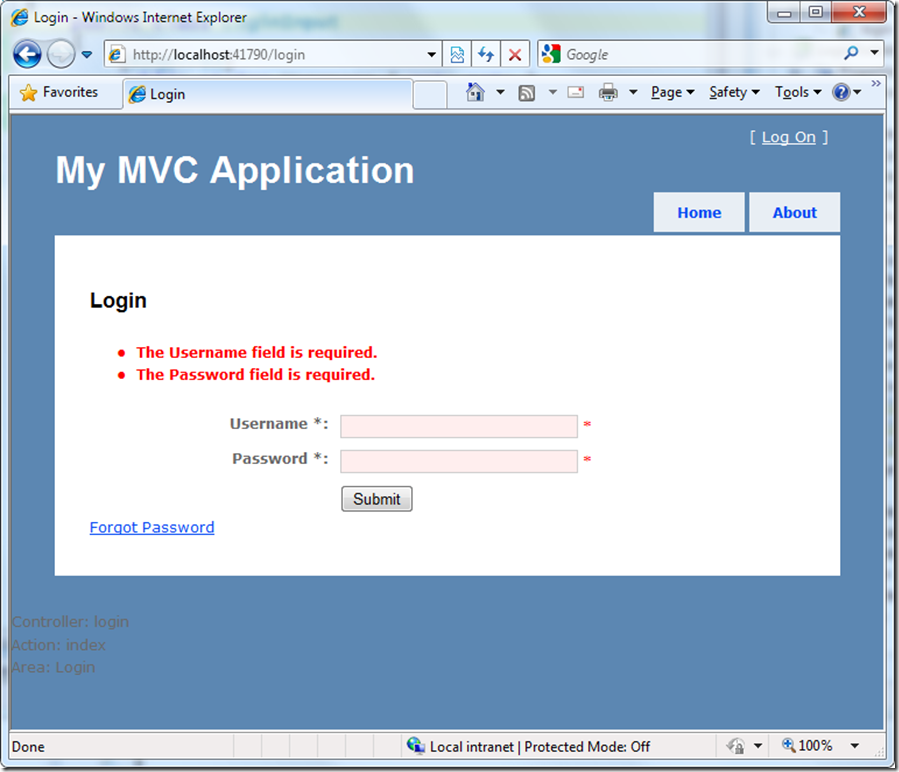 Login - Windows Internet Explorer
http://localhost:41790/login
Google
Favorites
Login
Page
Safety
Tools
[ Log On ]
My MVC Application
Home
About
Login
• The Username field is required.
• The Password field is required.
Username *:
*
Password *:
*
Submit
Forgot Password
Controller: login
Action: index
Area: Login
Done
Local intranet | Protected Mode: Off
100%